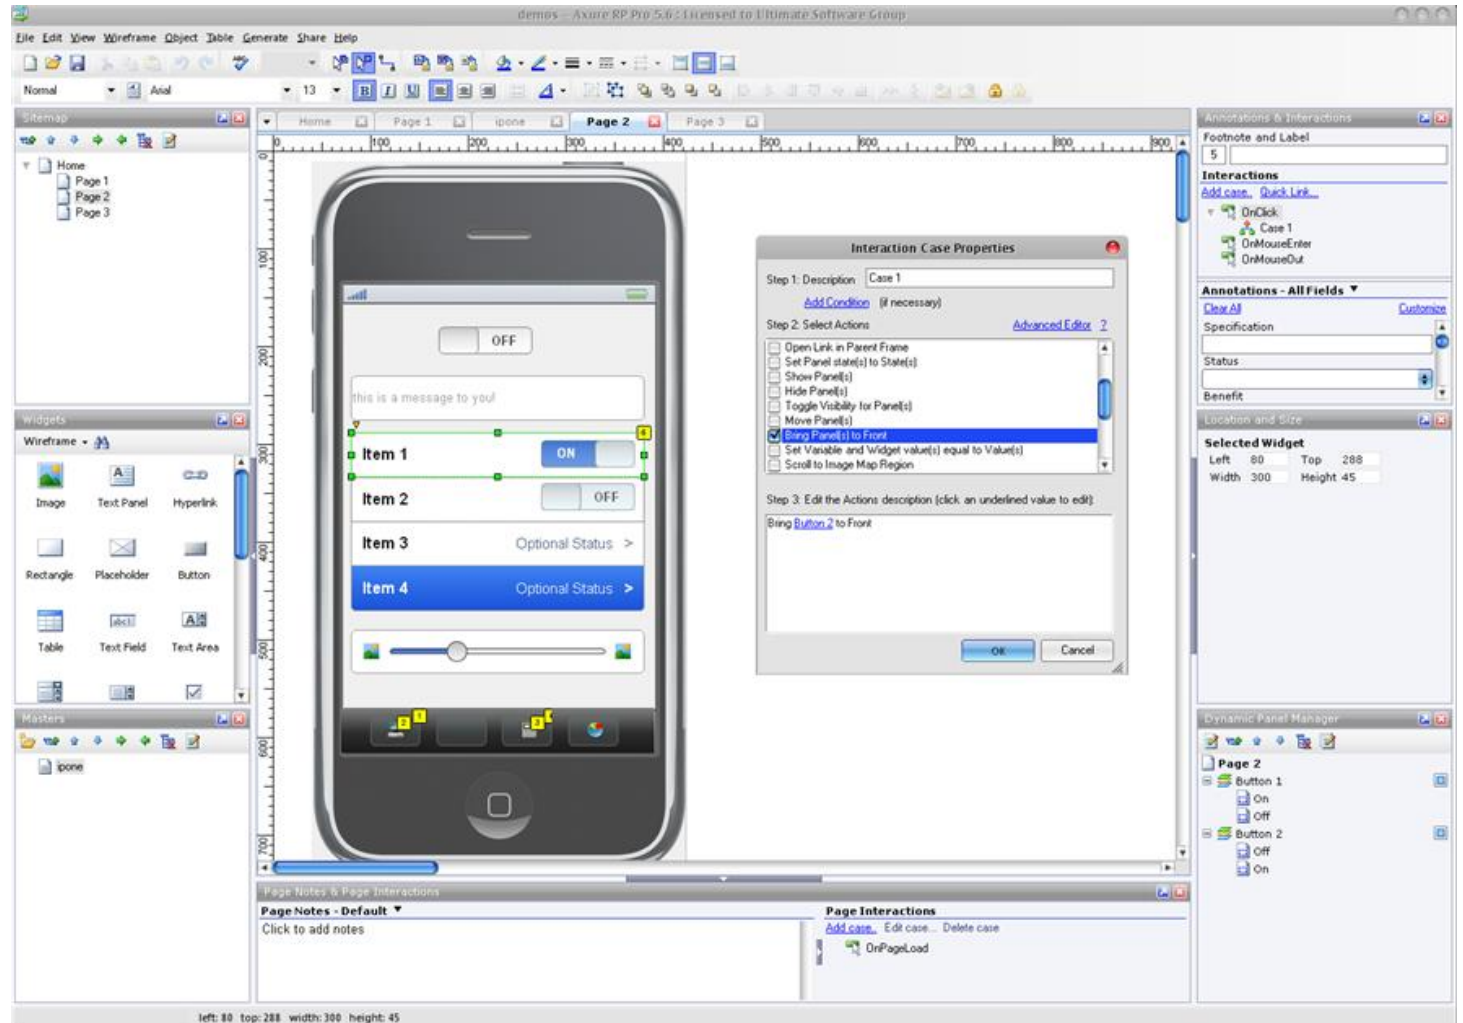 demos - Axure RP Pro 5.6 : Licensed to Ultimate Software Group
File Edit View Wireframe Object Table Generate Share Help
Normal Arial 13 B I U
Sitemap
Home
Page 1
Page 2
Page 3
Home Page 1 ipone Page 2 Page 3
0 100 200 300 400 500 600 700 800 900
100
200
300
400
500
600
700
OFF
this is a message to you!
Item 1 ON
6
Item 2 OFF
Item 3 Optional Status >
Item 4 Optional Status >
2 1 3
Widgets
Wireframe
Image Text Panel Hyperlink
Rectangle Placeholder Button
Table Text Field Text Area
Masters
ipone
Interaction Case Properties
Step 1: Description Case 1
Add Condition (if necessary)
Step 2: Select Actions Advanced Editor ?
Open Link in Parent Frame
Set Panel state(s) to State(s)
Show Panel(s)
Hide Panel(s)
Toggle Visibility for Panel(s)
Move Panel(s)
Bring Panel(s) to Front
Set Variable and Widget value(s) equal to Value(s)
Scroll to Image Map Region
Step 3: Edit the Actions description (click an underlined value to edit):
Bring Button 2 to Front
OK Cancel
Annotations & Interactions
Footnote and Label
5
Interactions
Add case.. Quick Link...
OnClick
Case 1
OnMouseEnter
OnMouseOut
Annotations - All Fields
Clear All Customize
Specification
Status
Benefit
Location and Size
Selected Widget
Left 80 Top 288
Width 300 Height 45
Dynamic Panel Manager
Page 2
Button 1
On
Off
Button 2
Off
On
Page Notes & Page Interactions
Page Notes - Default
Click to add notes
Page Interactions
Add case.. Edit case... Delete case
OnPageLoad
left: 80 top: 288 width: 300 height: 45